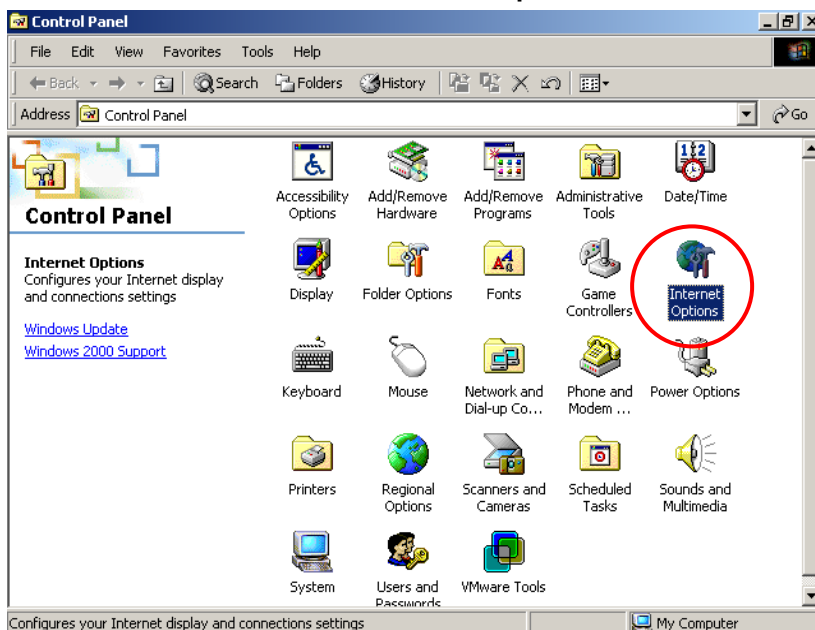 Control Panel
File Edit View Favorites Tools Help
Back Search Folders History
Address Control Panel Go
Control Panel
Internet Options
Configures your Internet display
and connections settings
Windows Update
Windows 2000 Support
Accessibility
Options
Add/Remove
Hardware
Add/Remove
Programs
Administrative
Tools
Date/Time
Display
Folder Options
Fonts
Game
Controllers
Internet
Options
Keyboard
Mouse
Network and
Dial-up Co...
Phone and
Modem ...
Power Options
Printers
Regional
Options
Scanners and
Cameras
Scheduled
Tasks
Sounds and
Multimedia
System
Users and
Passwords
VMware Tools
Configures your Internet display and connections settings
My Computer